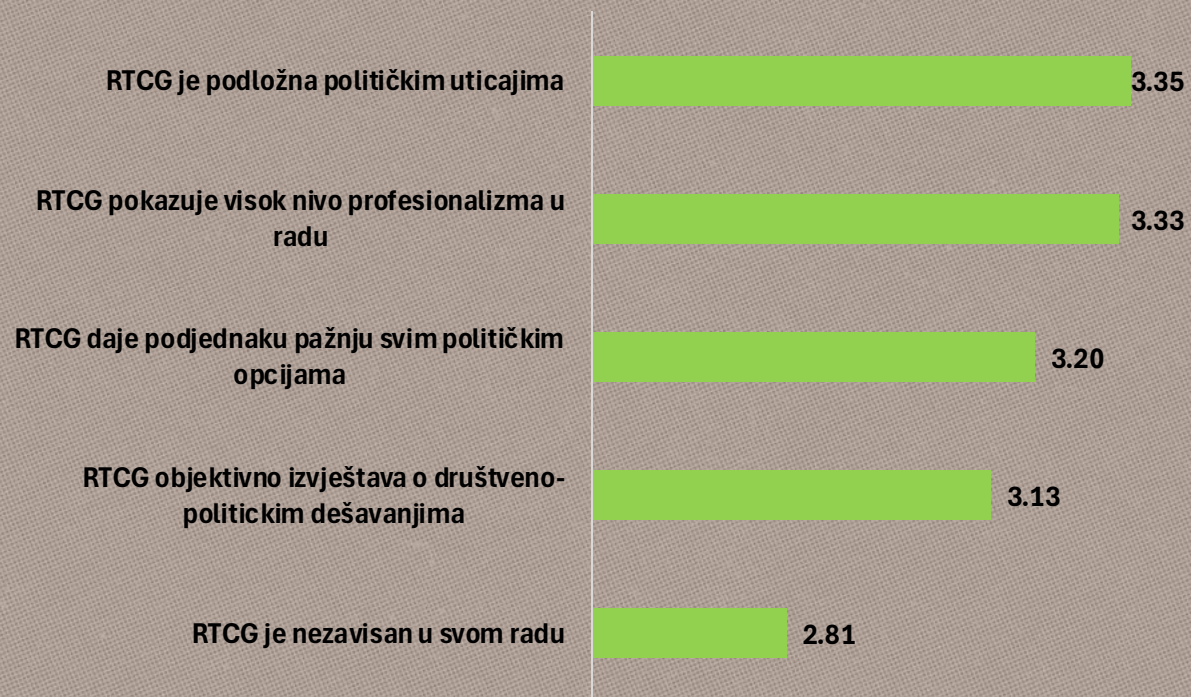 RTCG je podložna političkim uticajima
3.35
RTCG pokazuje visok nivo profesionalizma u
radu
3.33
RTCG daje podjednaku pažnju svim političkim
opcijama
3.20
RTCG objektivno izvještava o društveno-
politickim dešavanjima
3.13
RTCG je nezavisan u svom radu
2.81